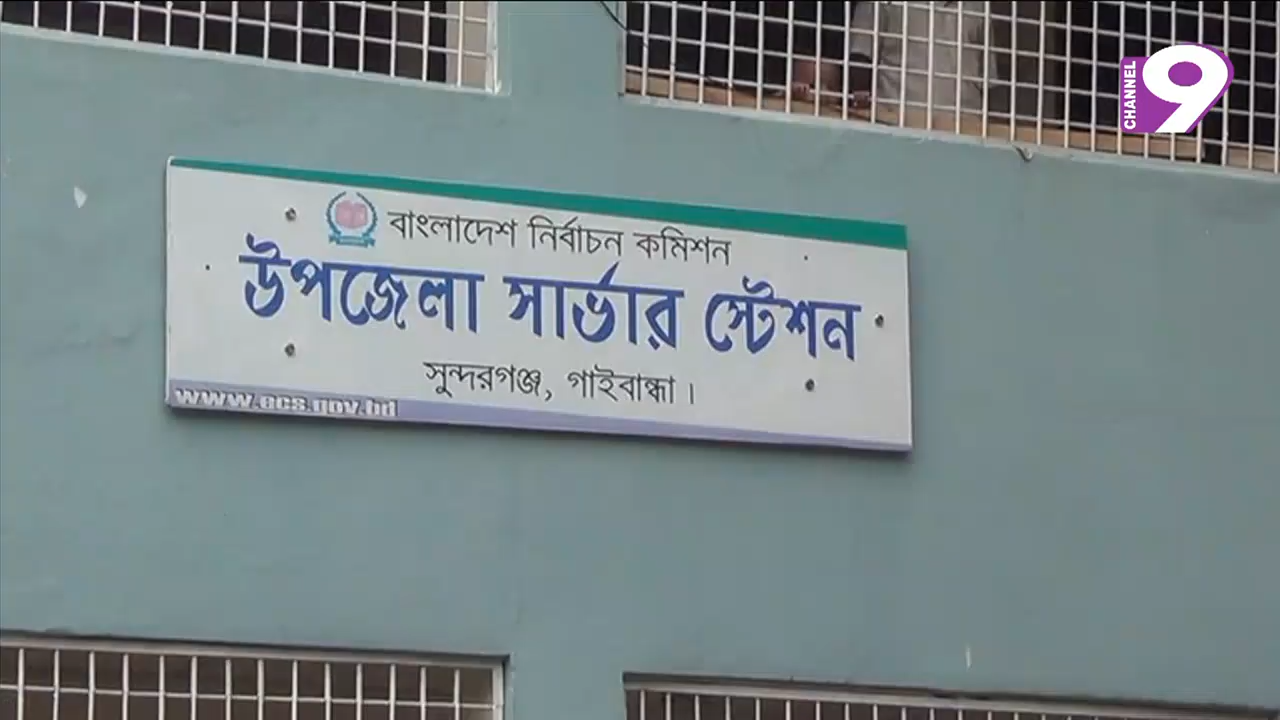 CHANNEL 9
বাংলাদেশ নির্বাচন কমিশন
উপজেলা সার্ভার স্টেশন
সুন্দরগঞ্জ, গাইবান্ধা।
www.ecs.gov.bd